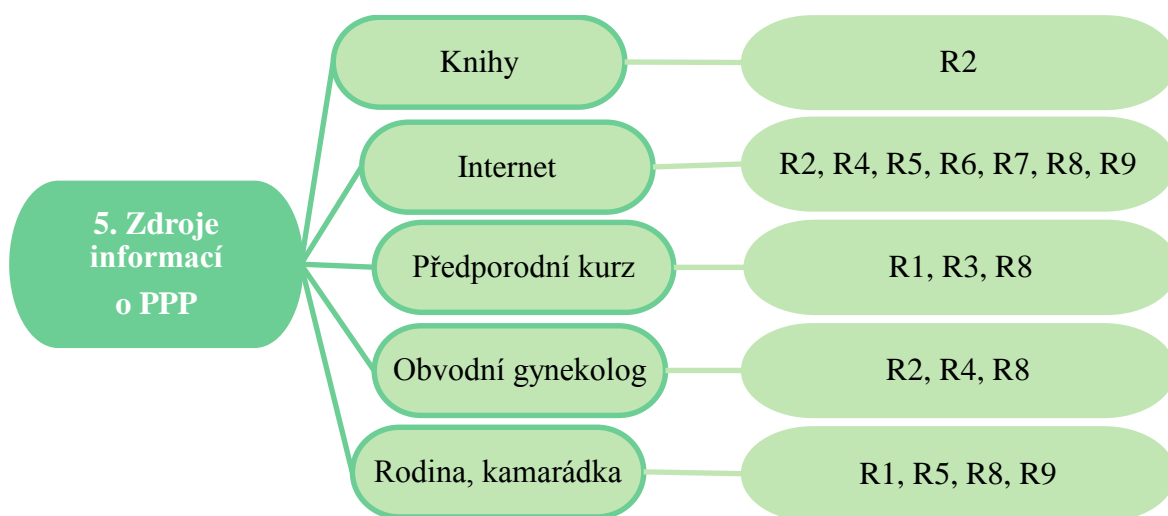 5. Zdroje
informací
o PPP
Knihy
R2
Internet
R2, R4, R5, R6, R7, R8, R9
Předporodní kurz
R1, R3, R8
Obvodní gynekolog
R2, R4, R8
Rodina, kamarádka
R1, R5, R8, R9